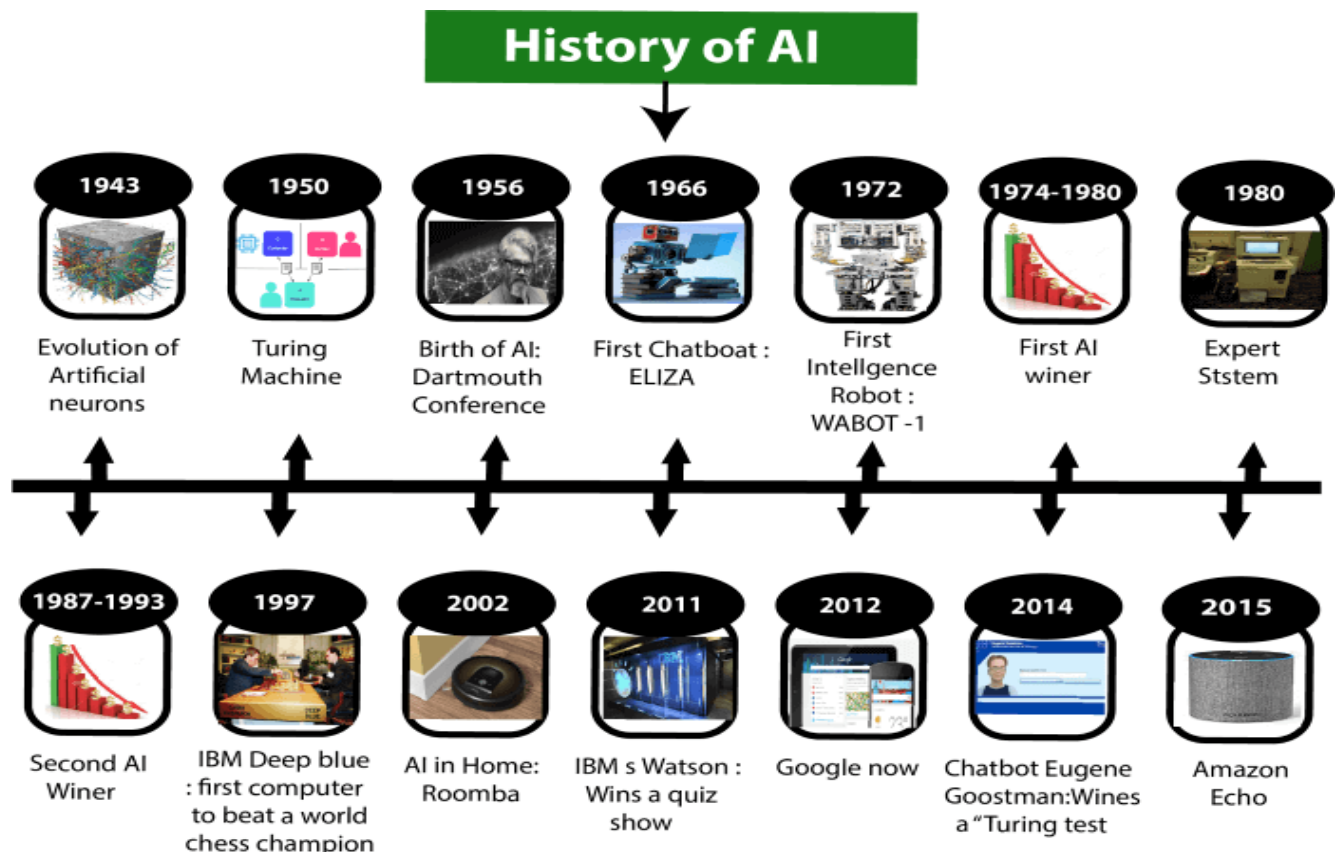 History of AI
1943
Evolution of
Artificial
neurons
1950
Turing
Machine
1956
Birth of AI:
Dartmouth
Conference
1966
First Chatboat :
ELIZA
1972
First
Intellgence
Robot :
WABOT -1
1974-1980
First AI
winer
1980
Expert
Ststem
1987-1993
Second AI
Winer
1997
IBM Deep blue
: first computer
to beat a world
chess champion
2002
AI in Home:
Roomba
2011
IBM s Watson :
Wins a quiz
show
2012
Google now
2014
Chatbot Eugene
Goostman:Wines
a “Turing test
2015
Amazon
Echo